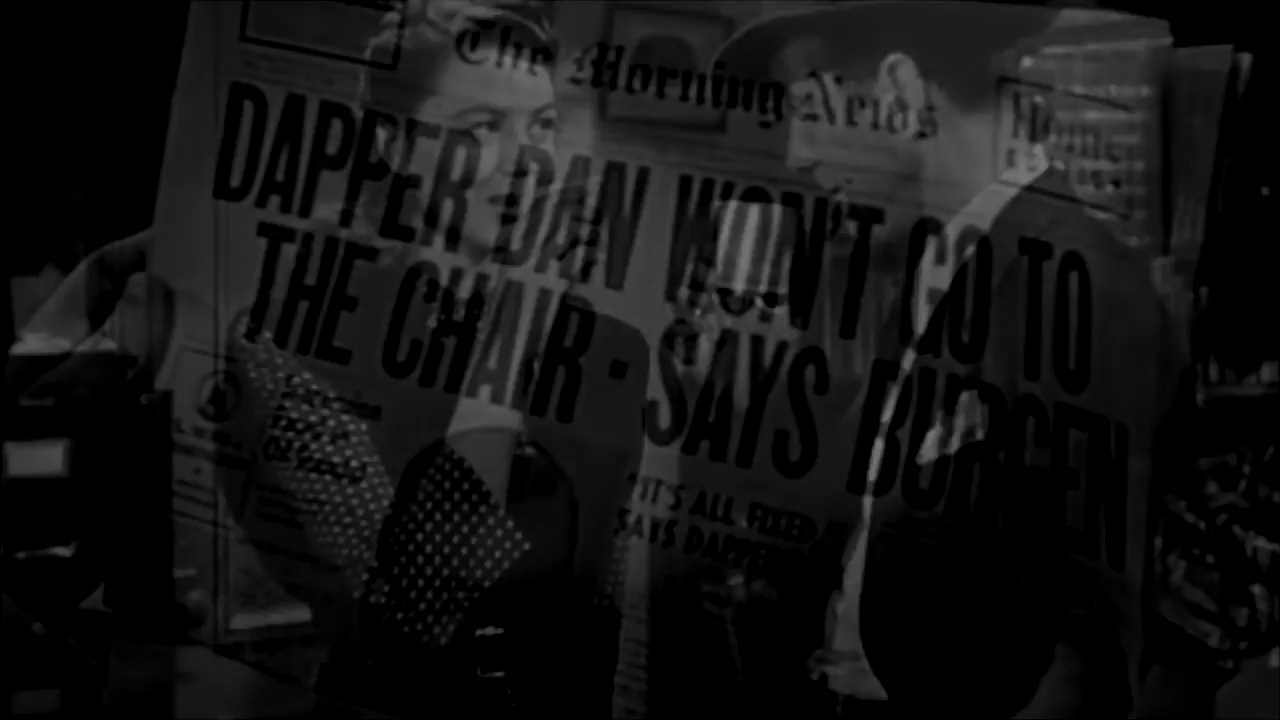 The Morning News
DAPPER DAN WON'T GO TO
THE CHAIR - SAYS BURGEN
"IT'S ALL FIXED
SAYS DAPPER